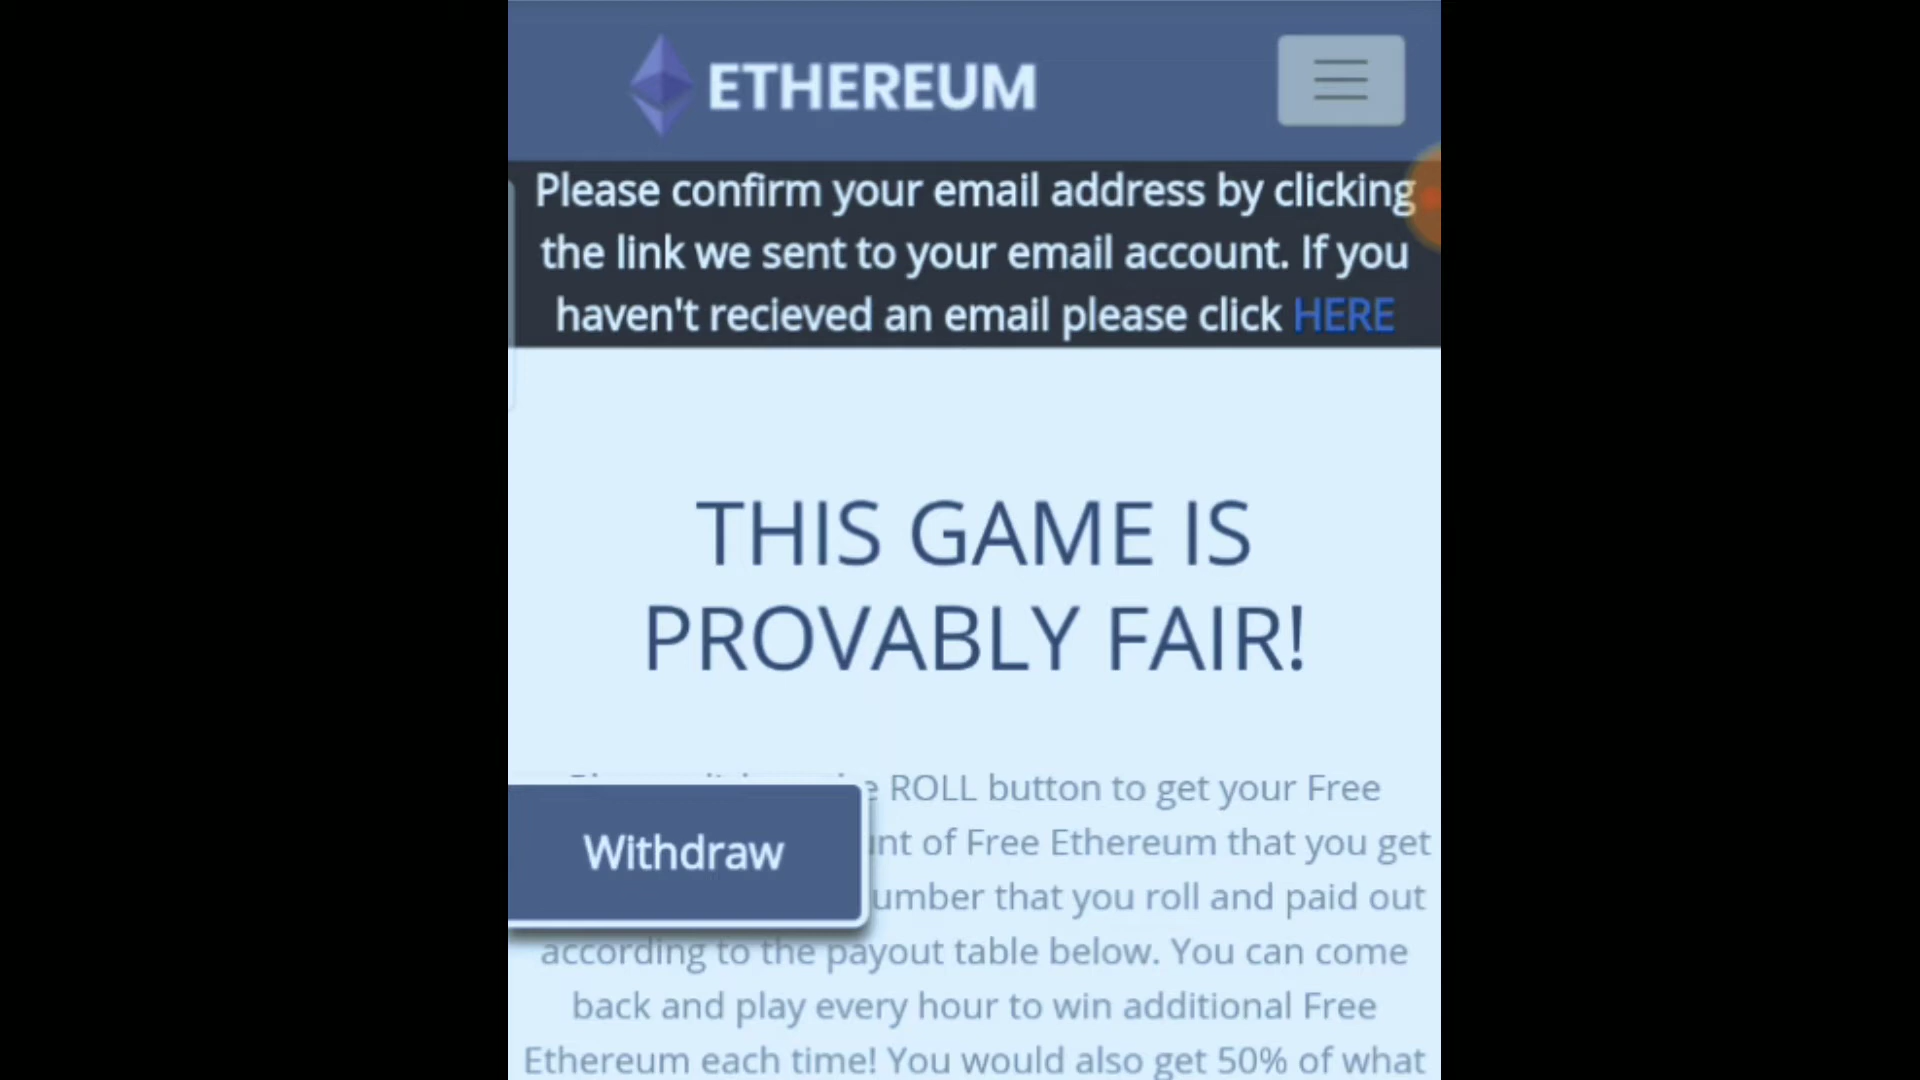 ETHEREUM
Please confirm your email address by clicking
the link we sent to your email account. If you
haven't recieved an email please click HERE
THIS GAME IS
PROVABLY FAIR!
ROLL button to get your Free
Withdraw
of Free Ethereum that you get
that you roll and paid out
according to the payout table below. You can come
back and play every hour to win additional Free
Ethereum each time! You would also get 50% of what